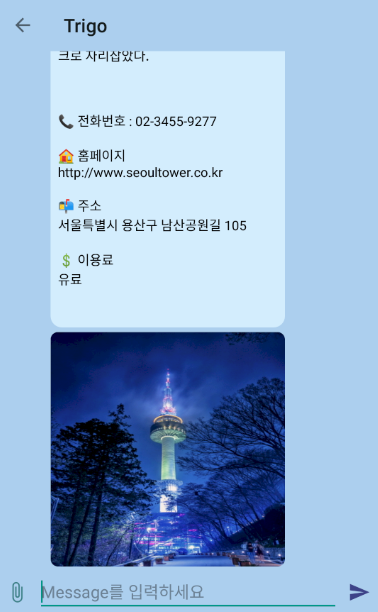 Trigo
크로 자리잡았다.
전화번호 : 02-3455-9277
홈페이지
http://www.seoultower.co.kr
주소
서울특별시 용산구 남산공원길 105
이용료
유료
Message를 입력하세요